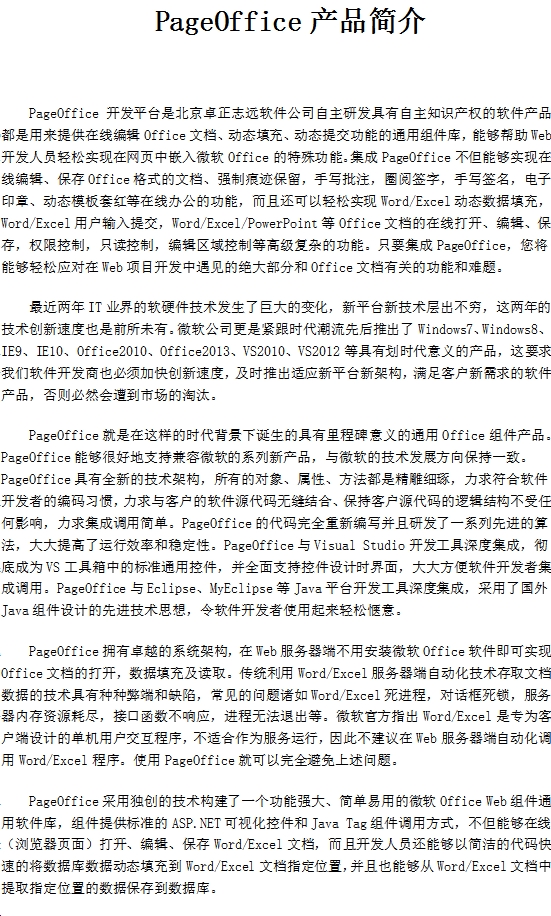 PageOffice 产品简介
PageOffice 开发平台是北京卓正志远软件公司自主研发具有自主知识产权的软件产品
都是用来提供在线编辑 Office 文档、动态填充、动态提交功能的通用组件库，能够帮助 Web
开发人员轻松实现在网页中嵌入微软 Office 的特殊功能。集成 PageOffice 不但能够实现在
线编辑、保存 Office 格式的文档、强制痕迹保留，手写批注，圈阅签字，手写签名，电子
印章、动态模板套红等在线办公的功能，而且还可以轻松实现 Word/Excel 动态数据填充，
Word/Excel 用户输入提交，Word/Excel/PowerPoint 等 Office 文档的在线打开、编辑、保
存，权限控制，只读控制，编辑区域控制等高级复杂的功能。只要集成 PageOffice，您将
能够轻松应对在 Web 项目开发中遇见的绝大部分和 Office 文档有关的功能和难题。
最近两年 IT 业界的软硬件技术发生了巨大的变化，新平台新技术层出不穷，这两年的
技术创新速度也是前所未有。微软公司更是紧跟时代潮流先后推出了 Windows7、Windows8、
IE9、IE10、Office2010、Office2013、VS2010、VS2012 等具有划时代意义的产品，这要求
我们软件开发商也必须加快创新速度，及时推出适应新平台新架构，满足客户新需求的软件
产品，否则必然会遭到市场的淘汰。
PageOffice 就是在这样的时代背景下诞生的具有里程碑意义的通用 Office 组件产品。
PageOffice 能够很好地支持兼容微软的系列新产品，与微软的技术发展方向保持一致。
PageOffice 具有全新的技术架构，所有的对象、属性、方法都是精雕细琢，力求符合软件
开发者的编码习惯，力求与客户的软件源代码无缝结合、保持客户源代码的逻辑结构不受任
何影响，力求集成调用简单。PageOffice 的代码完全重新编写并且研发了一系列先进的算
法，大大提高了运行效率和稳定性。PageOffice 与 Visual Studio 开发工具深度集成，彻
底成为 VS 工具箱中的标准通用控件，并全面支持控件设计时界面，大大方便软件开发者集
成调用。PageOffice 与 Eclipse、MyEclipse 等 Java 平台开发工具深度集成，采用了国外
Java 组件设计的先进技术思想，令软件开发者使用起来轻松惬意。
PageOffice 拥有卓越的系统架构，在 Web 服务器端不用安装微软 Office 软件即可实现
Office 文档的打开，数据填充及读取。传统利用 Word/Excel 服务器端自动化技术存取文档
数据的技术具有种种弊端和缺陷，常见的问题诸如 Word/Excel 死进程，对话框死锁，服务
器内存资源耗尽，接口函数不响应，进程无法退出等。微软官方指出 Word/Excel 是专为客
户端设计的单机用户交互程序，不适合作为服务运行，因此不建议在 Web 服务器端自动化调
用 Word/Excel 程序。使用 PageOffice 就可以完全避免上述问题。
PageOffice 采用独创的技术构建了一个功能强大、简单易用的微软 Office Web 组件通
用软件库，组件提供标准的 ASP.NET 可视化控件和 Java Tag 组件调用方式，不但能够在线
（浏览器页面）打开、编辑、保存 Word/Excel 文档，而且开发人员还能够以简洁的代码快
速的将数据库数据动态填充到 Word/Excel 文档指定位置，并且也能够从 Word/Excel 文档中
提取指定位置的数据保存到数据库。